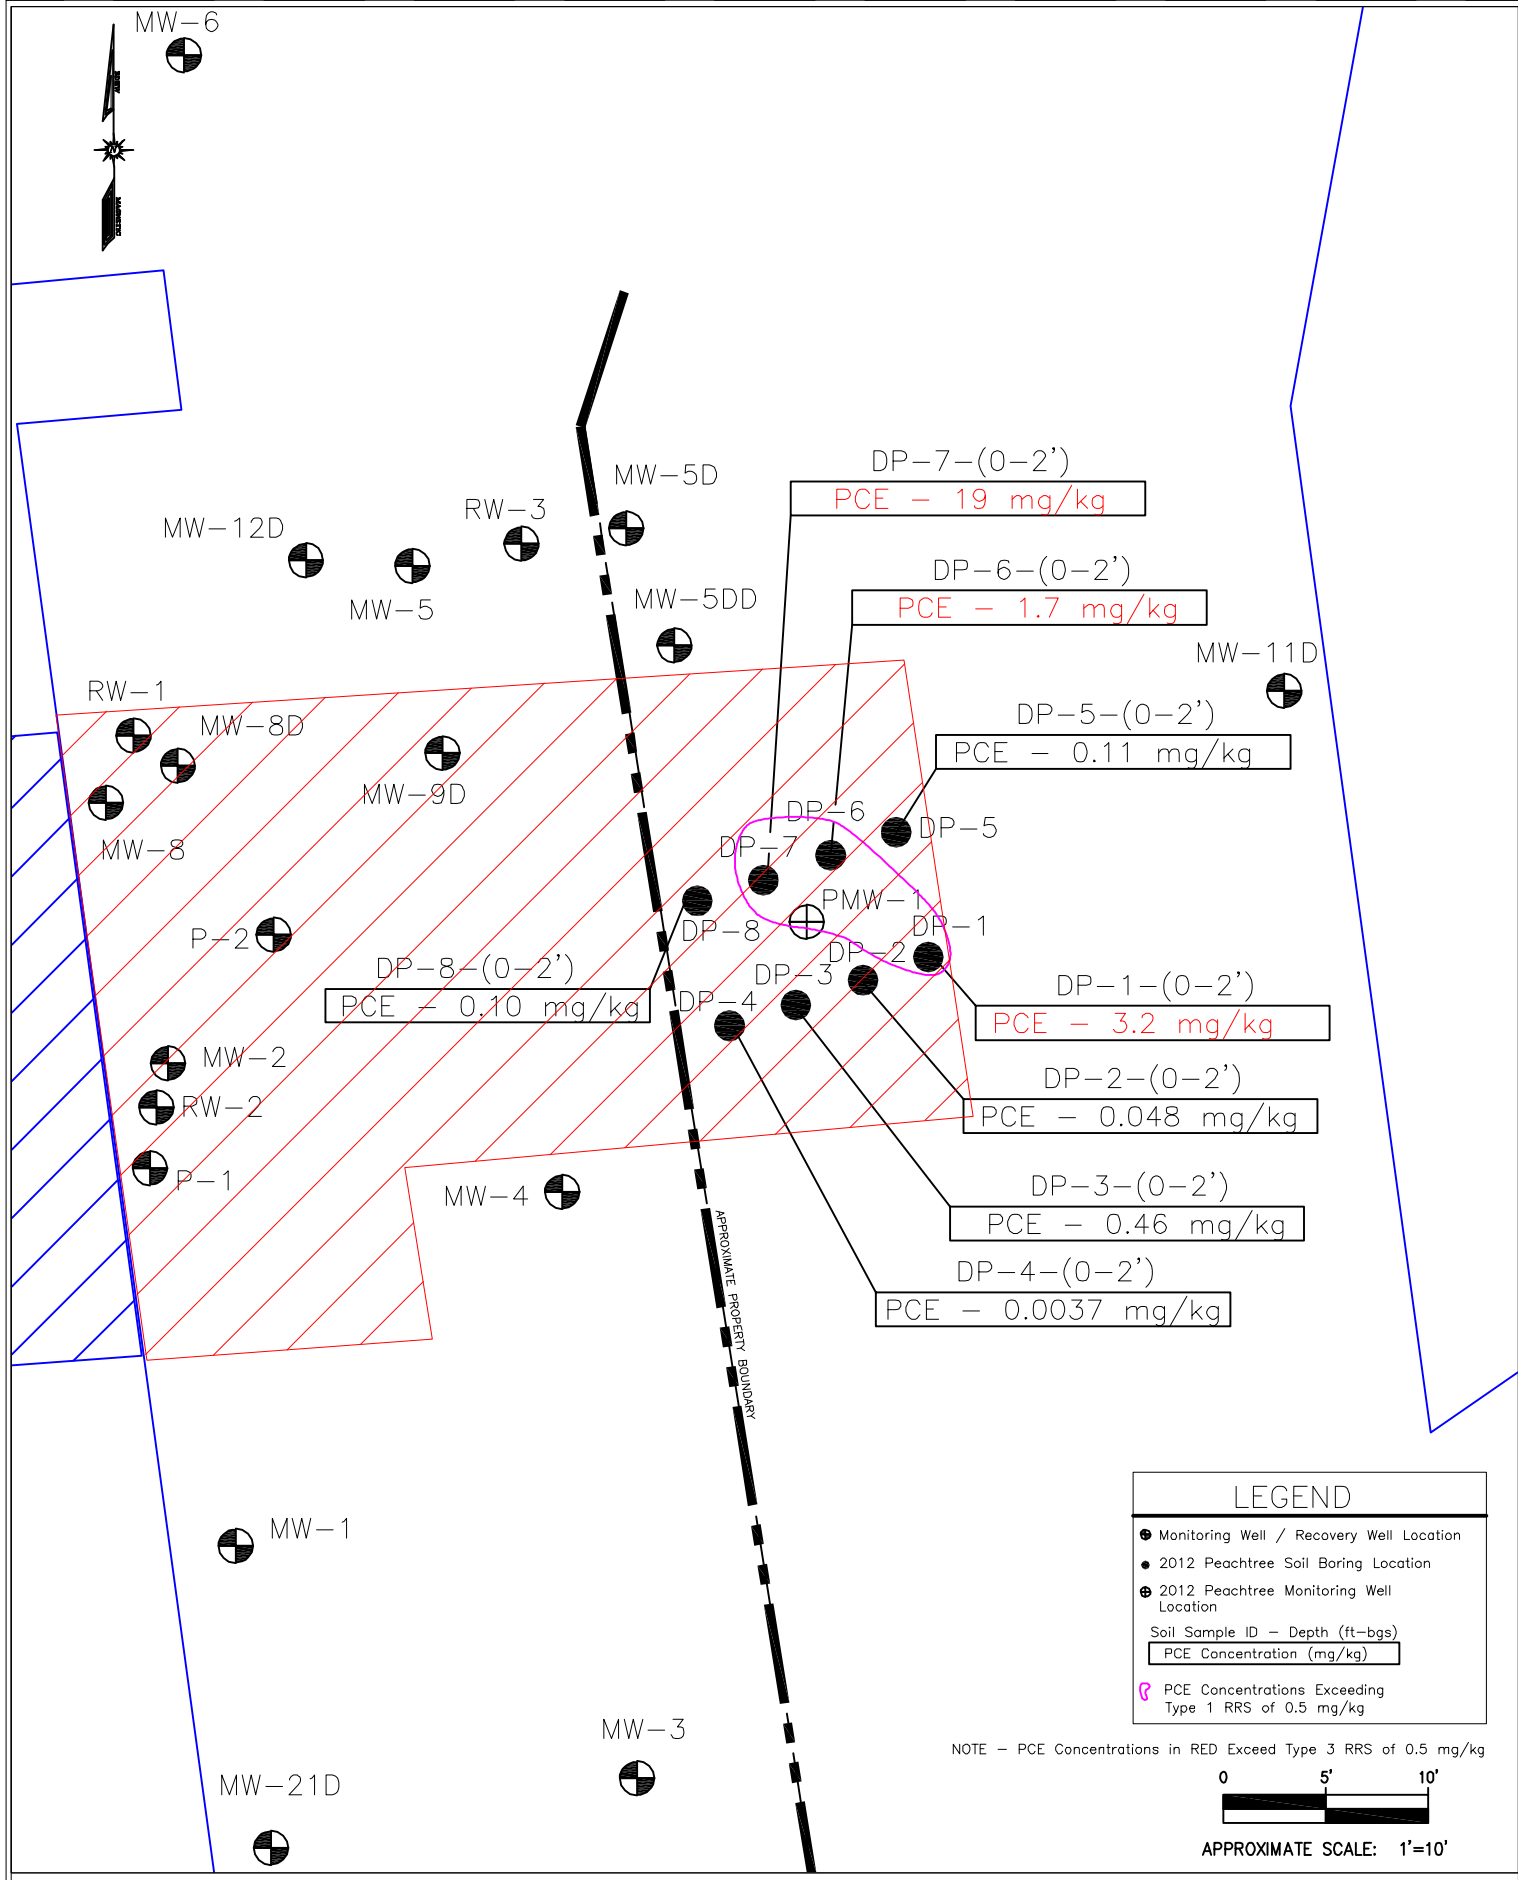 MW-6
MAGNETIC
N
MW-5D
DP-7-(0-2')
PCE - 19 mg/kg
RW-3
MW-12D
MW-5
DP-6-(0-2')
PCE - 1.7 mg/kg
MW-5DD
MW-11D
RW-1
MW-8D
DP-5-(0-2')
PCE - 0.11 mg/kg
MW-9D
MW-8
DP-6
DP-5
DP-7
PMW-1
DP-8
DP-1
P-2
DP-2
DP-3
DP-4
DP-8-(0-2')
PCE - 0.10 mg/kg
DP-1-(0-2')
PCE - 3.2 mg/kg
MW-2
RW-2
DP-2-(0-2')
PCE - 0.048 mg/kg
P-1
MW-4
DP-3-(0-2')
PCE - 0.46 mg/kg
DP-4-(0-2')
PCE - 0.0037 mg/kg
APPROXIMATE PROPERTY BOUNDARY
MW-1
MW-3
MW-21D
LEGEND
Monitoring Well / Recovery Well Location
2012 Peachtree Soil Boring Location
2012 Peachtree Monitoring Well
Location
Soil Sample ID - Depth (ft-bgs)
PCE Concentration (mg/kg)
PCE Concentrations Exceeding
Type 1 RRS of 0.5 mg/kg
NOTE - PCE Concentrations in RED Exceed Type 3 RRS of 0.5 mg/kg
0 5' 10'
APPROXIMATE SCALE: 1'=10'